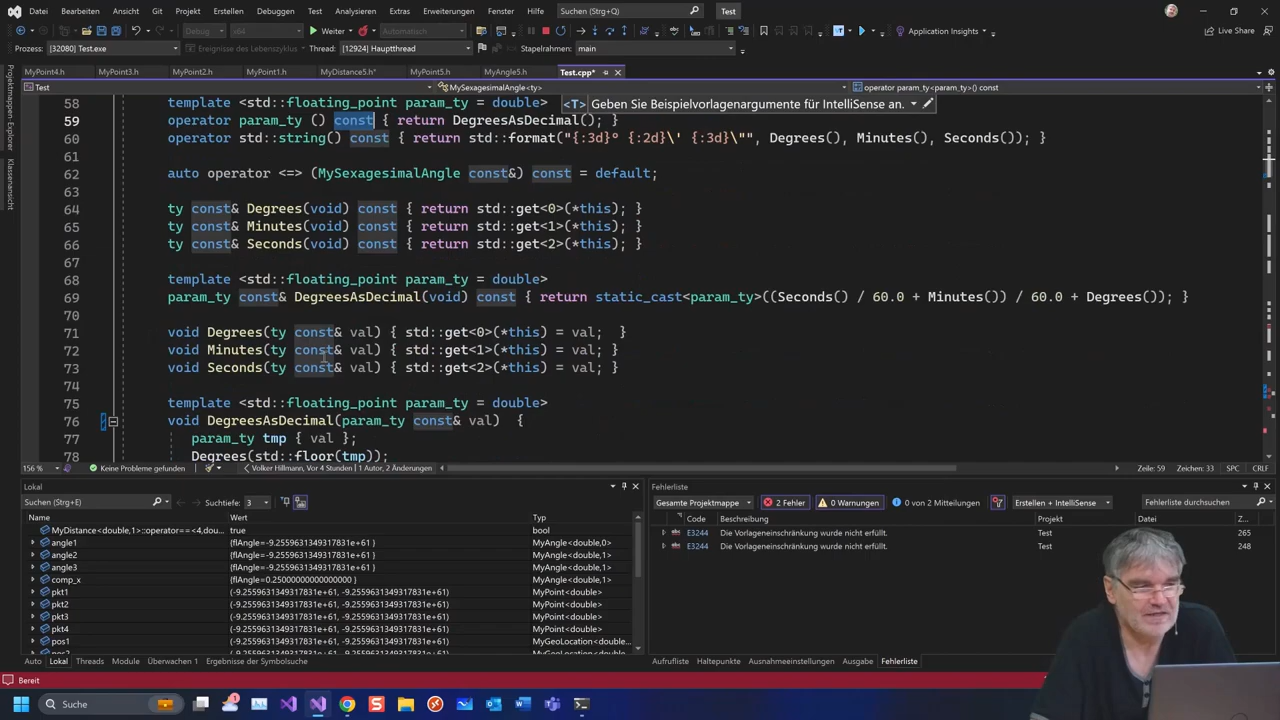 Datei Bearbeiten Ansicht Git Projekt Erstellen Debuggen Test Analysieren Extras Erweiterungen Fenster Hilfe Suchen (Strg+Q) Test
Debug x64 Weiter Automatisch Application Insights Live Share
Prozess: [32080] Test.exe Ereignisse des Lebenszyklus Thread: [12924] Hauptthread Stapelrahmen: main
MyPoint4.h MyPoint3.h MyPoint2.h MyPoint1.h MyDistance5.h* MyPoint5.h MyAngle5.h Test.cpp*
Test MySexagesimalAngle<ty> operator param_ty<param_ty>() const
Projektmappen-Explorer
Klassenansicht
<T> Geben Sie Beispielvorlagenargumente für IntelliSense an.
58 template <std::floating_point param_ty = double>
59 operator param_ty () const { return DegreesAsDecimal(); }
60 operator std::string() const { return std::format("{:3d}° {:2d}\' {:3d}\"", Degrees(), Minutes(), Seconds()); }
61
62 auto operator <=> (MySexagesimalAngle const&) const = default;
63
64 ty const& Degrees(void) const { return std::get<0>(*this); }
65 ty const& Minutes(void) const { return std::get<1>(*this); }
66 ty const& Seconds(void) const { return std::get<2>(*this); }
67
68 template <std::floating_point param_ty = double>
69 param_ty const& DegreesAsDecimal(void) const { return static_cast<param_ty>((Seconds() / 60.0 + Minutes()) / 60.0 + Degrees()); }
70
71 void Degrees(ty const& val) { std::get<0>(*this) = val; }
72 void Minutes(ty const& val) { std::get<1>(*this) = val; }
73 void Seconds(ty const& val) { std::get<2>(*this) = val; }
74
75 template <std::floating_point param_ty = double>
76 void DegreesAsDecimal(param_ty const& val) {
77 param_ty tmp { val };
78 Degrees(std::floor(tmp));
156 % Keine Probleme gefunden Volker Hillmann, Vor 4 Stunden | 1 Autor, 2 Änderungen Zeile: 59 Zeichen: 33 SPC CRLF
Lokal
Suchen (Strg+E) Suchtiefe: 3
Name Wert Typ
MyDistance<double,1>::operator==<4,dou... true bool
angle1 {flAngle=-9.2559631349317831e+61 } MyAngle<double,0>
angle2 {flAngle=-9.2559631349317831e+61 } MyAngle<double,1>
angle3 {flAngle=-9.2559631349317831e+61 } MyAngle<double,1>
comp_x {flAngle=0.25000000000000000 } MyAngle<double,1>
pkt1 (-9.2559631349317831e+61, -9.2559631349317831e+61) MyPoint<double>
pkt2 (-9.2559631349317831e+61, -9.2559631349317831e+61) MyPoint<double>
pkt3 (-9.2559631349317831e+61, -9.2559631349317831e+61) MyPoint<double>
pkt4 (-9.2559631349317831e+61, -9.2559631349317831e+61) MyPoint<double>
pos1 (-9.2559631349317831e+61, -9.2559631349317831e+61) MyGeoLocation<double...
Auto Lokal Threads Module Überwachen 1 Ergebnisse der Symbolsuche
Fehlerliste
Gesamte Projektmappe 2 Fehler 0 Warnungen 0 von 2 Mitteilungen Erstellen + IntelliSense Fehlerliste durchsuchen
Code Beschreibung Projekt Datei Z...
E3244 Die Vorlageneinschränkung wurde nicht erfüllt. Test 265
E3244 Die Vorlageneinschränkung wurde nicht erfüllt. Test 248
Aufrufliste Haltepunkte Ausnahmeeinstellungen Ausgabe Fehlerliste
Bereit
Suche